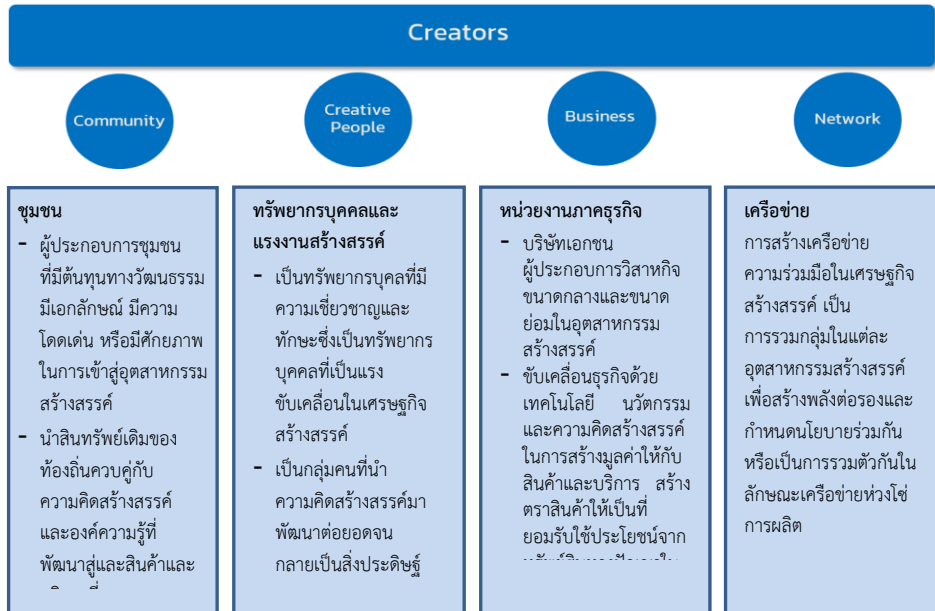 Creators
Community
Creative
People
Business
Network
ชุมชน
- ผู้ประกอบการชุมชน
ที่มีต้นทุนทางวัฒนธรรม
มีเอกลักษณ์ มีความ
โดดเด่น หรือมีศักยภาพ
ในการเข้าสู่อุตสาหกรรม
สร้างสรรค์
- นำสินทรัพย์เดิมของ
ท้องถิ่นควบคู่กับ
ความคิดสร้างสรรค์
และองค์ความรู้ที่
พัฒนาสู่และสินค้าและ
ทรัพยากรบุคคลและ
แรงงานสร้างสรรค์
- เป็นทรัพยากรบุคลที่มี
ความเชี่ยวชาญและ
ทักษะซึ่งเป็นทรัพยากร
บุคคลที่เป็นแรง
ขับเคลื่อนในเศรษฐกิจ
สร้างสรรค์
- เป็นกลุ่มคนที่นำ
ความคิดสร้างสรรค์มา
พัฒนาต่อยอดจน
กลายเป็นสิ่งประดิษฐ์
หน่วยงานภาคธุรกิจ
- บริษัทเอกชน
ผู้ประกอบการวิสาหกิจ
ขนาดกลางและขนาด
ย่อมในอุตสาหกรรม
สร้างสรรค์
- ขับเคลื่อนธุรกิจด้วย
เทคโนโลยี นวัตกรรม
และความคิดสร้างสรรค์
ในการสร้างมูลค่าให้กับ
สินค้าและบริการ สร้าง
ตราสินค้าให้เป็นที่
ยอมรับใช้ประโยชน์จาก
เครือข่าย
การสร้างเครือข่าย
ความร่วมมือในเศรษฐกิจ
สร้างสรรค์ เป็น
การรวมกลุ่มในแต่ละ
อุตสาหกรรมสร้างสรรค์
เพื่อสร้างพลังต่อรองและ
กำหนดนโยบายร่วมกัน
หรือเป็นการรวมตัวกันใน
ลักษณะเครือข่ายห่วงโซ่
การผลิต